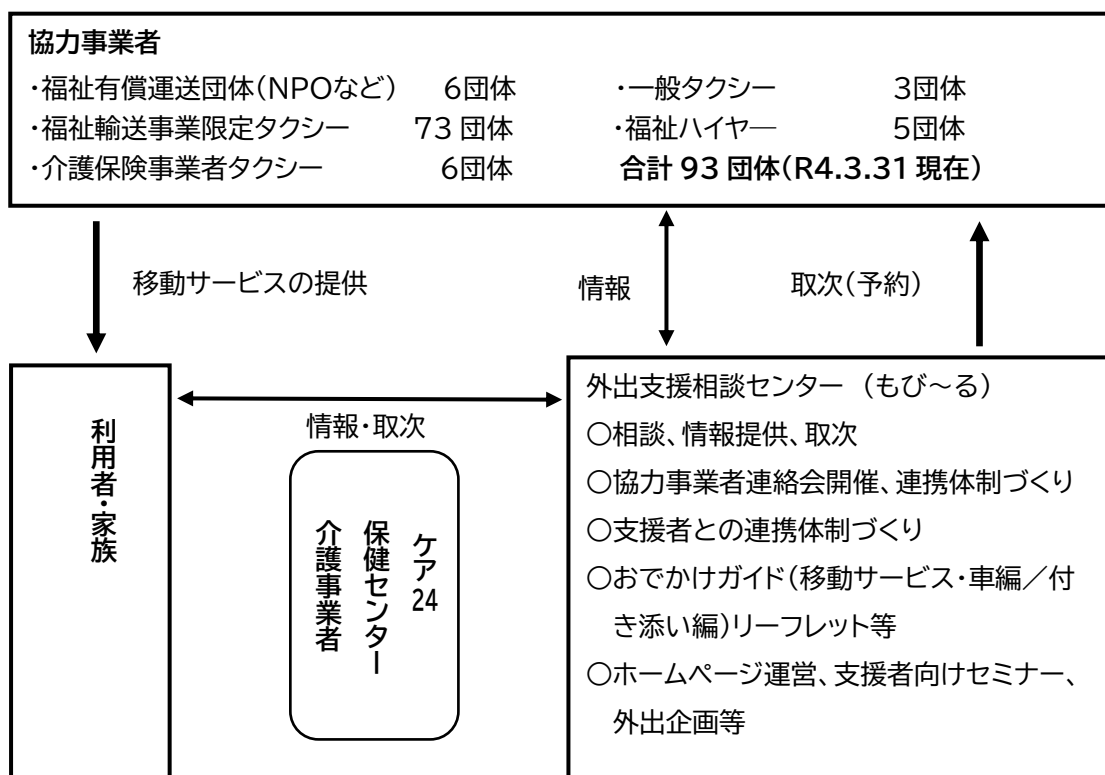 協力事業者
・福祉有償運送団体(NPOなど) 6団体
・福祉輸送事業限定タクシー 73団体
・介護保険事業者タクシー 6団体
・一般タクシー 3団体
・福祉ハイヤ― 5団体
合計 93 団体(R4.3.31 現在)
移動サービスの提供
情報
取次(予約)
利用者・家族
情報・取次
ケア24
保健センター
介護事業者
外出支援相談センター (もび~る)
○相談、情報提供、取次
○協力事業者連絡会開催、連携体制づくり
○支援者との連携体制づくり
○おでかけガイド(移動サービス・車編/付
き添い編)リーフレット等
○ホームページ運営、支援者向けセミナー、
外出企画等